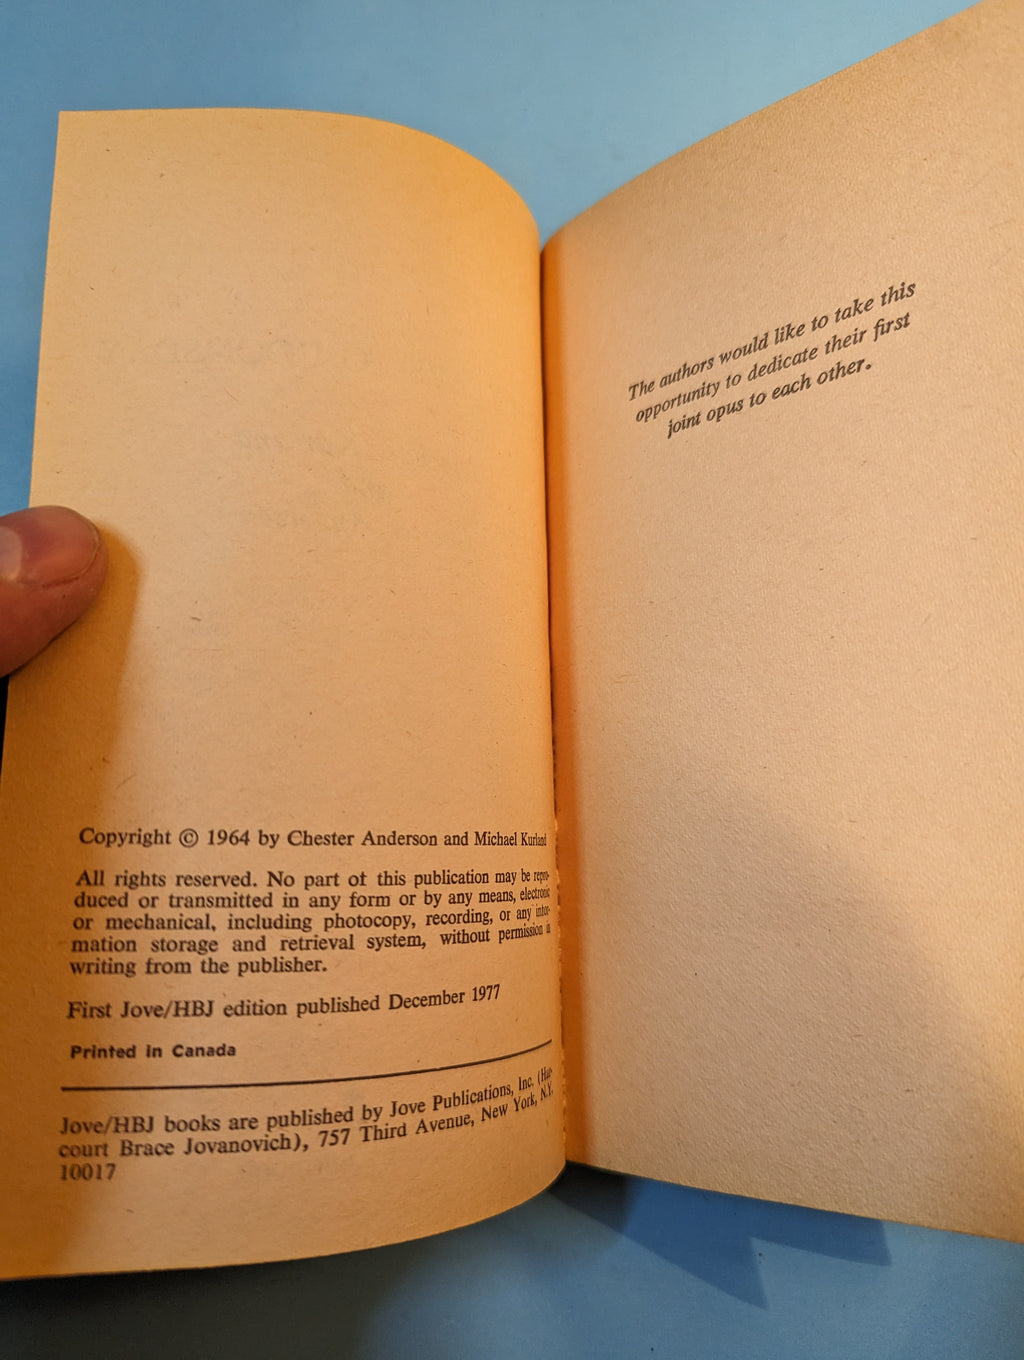 Copyright © 1964 by Chester Anderson and Michael Kurland
All rights reserved. No part of this publication may be repro-
duced or transmitted in any form or by any means, electronic
or mechanical, including photocopy, recording, or any infor-
mation storage and retrieval system, without permission in
writing from the publisher.
First Jove/HBJ edition published December 1977
Printed in Canada
Jove/HBJ books are published by Jove Publications, Inc. (Har-
court Brace Jovanovich), 757 Third Avenue, New York, N.Y.
10017
The authors would like to take this
opportunity to dedicate their first
joint opus to each other.